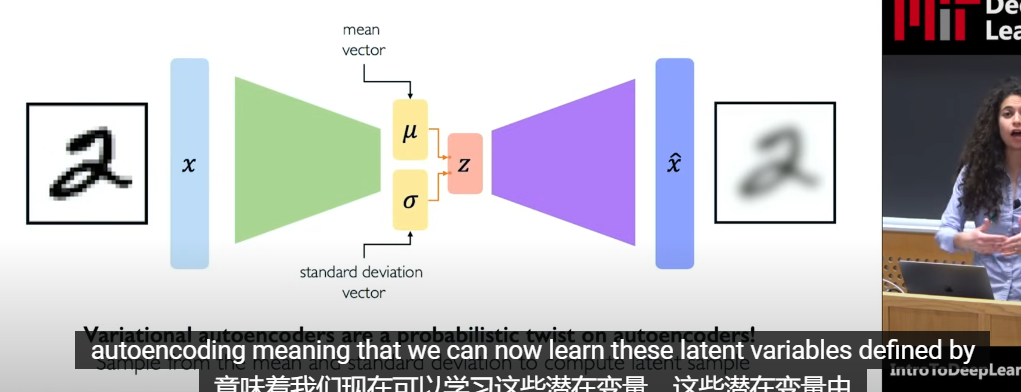 mean
vector
μ
x
z
x̂
σ
standard deviation
vector
Variational autoencoders are a probabilistic twist on autoencoders!
Sample from the mean and standard deviation to compute latent sample
autoencoding meaning that we can now learn these latent variables defined by
意味着我们现在可以学习这些潜在变量，这些潜在变量由
MIT
Dee
Lea
IntroToDeepLear